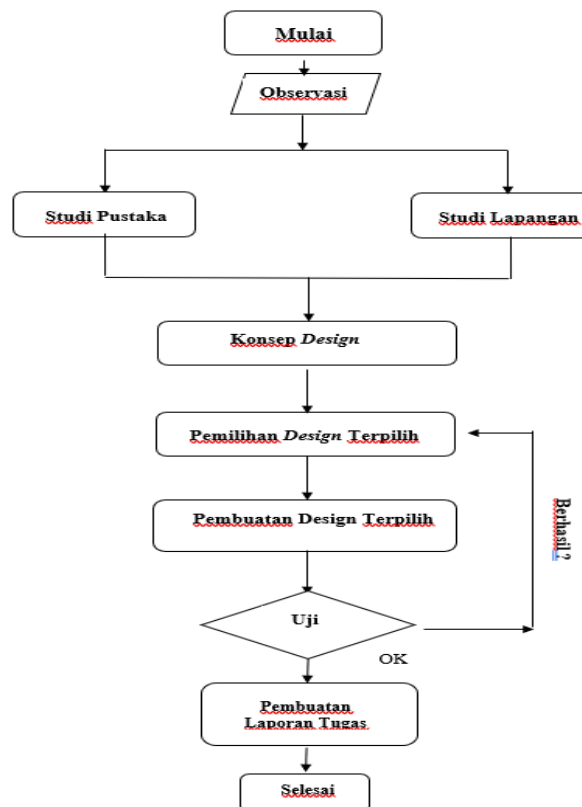 Mulai
Observasi
Studi Pustaka
Studi Lapangan
Konsep Design
Pemilihan Design Terpilih
Pembuatan Design Terpilih
Berhasil?
Uji
OK
Pembuatan
Laporan Tugas
Selesai